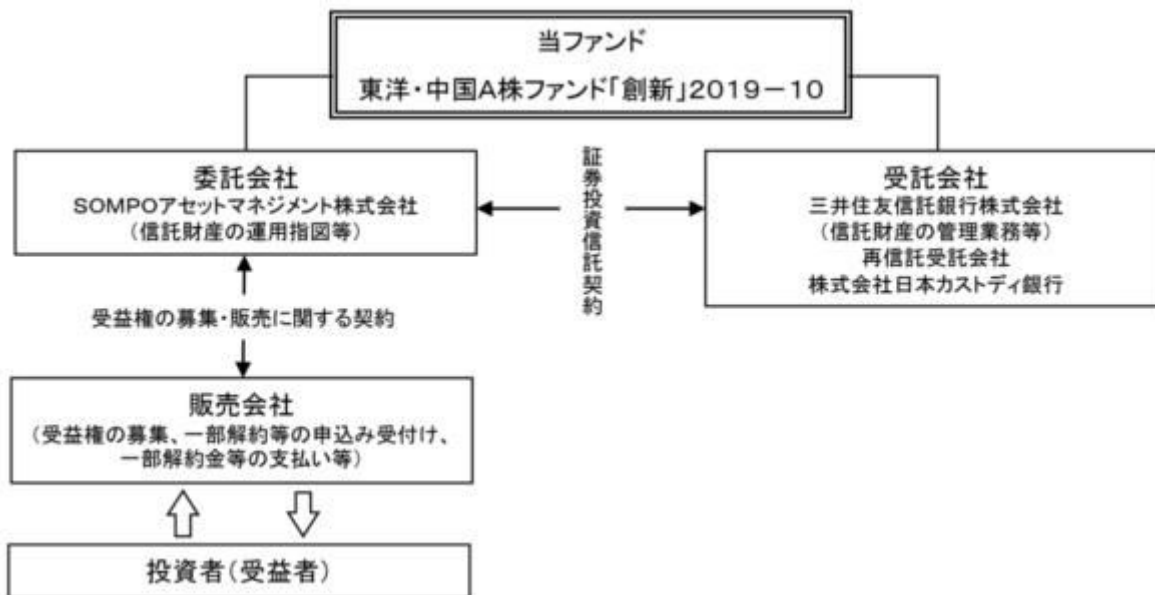 当ファンド
東洋・中国A株ファンド「創新」2019-10
委託会社
SOMPOアセットマネジメント株式会社
(信託財産の運用指図等)
証券投資信託契約
受託会社
三井住友信託銀行株式会社
(信託財産の管理業務等)
再信託受託会社
株式会社日本カストディ銀行
受益権の募集・販売に関する契約
販売会社
(受益権の募集、一部解約等の申込み受付け、
一部解約金等の支払い等)
投資者(受益者)